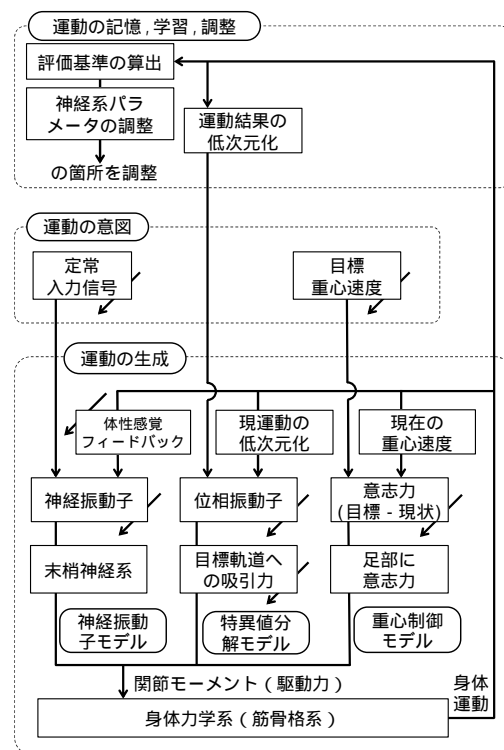 運動の記憶,学習,調整
評価基準の算出
神経系パラ
メータの調整
の箇所を調整
運動結果の
低次元化
運動の意図
定常
入力信号
目標
重心速度
運動の生成
体性感覚
フィードバック
現運動の
低次元化
現在の
重心速度
神経振動子
位相振動子
意志力
(目標 - 現状)
末梢神経系
目標軌道へ
の吸引力
足部に
意志力
神経振動
子モデル
特異値分
解モデル
重心制御
モデル
関節モーメント(駆動力)
身体
運動
身体力学系(筋骨格系)